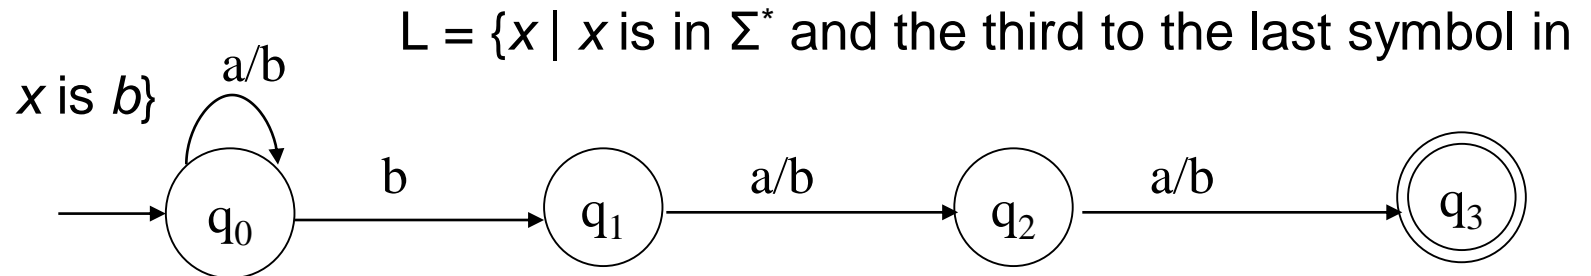 L = {x | x is in Σ* and the third to the last symbol in
x is b}
a/b
b
a/b
a/b
q0
q1
q2
q3